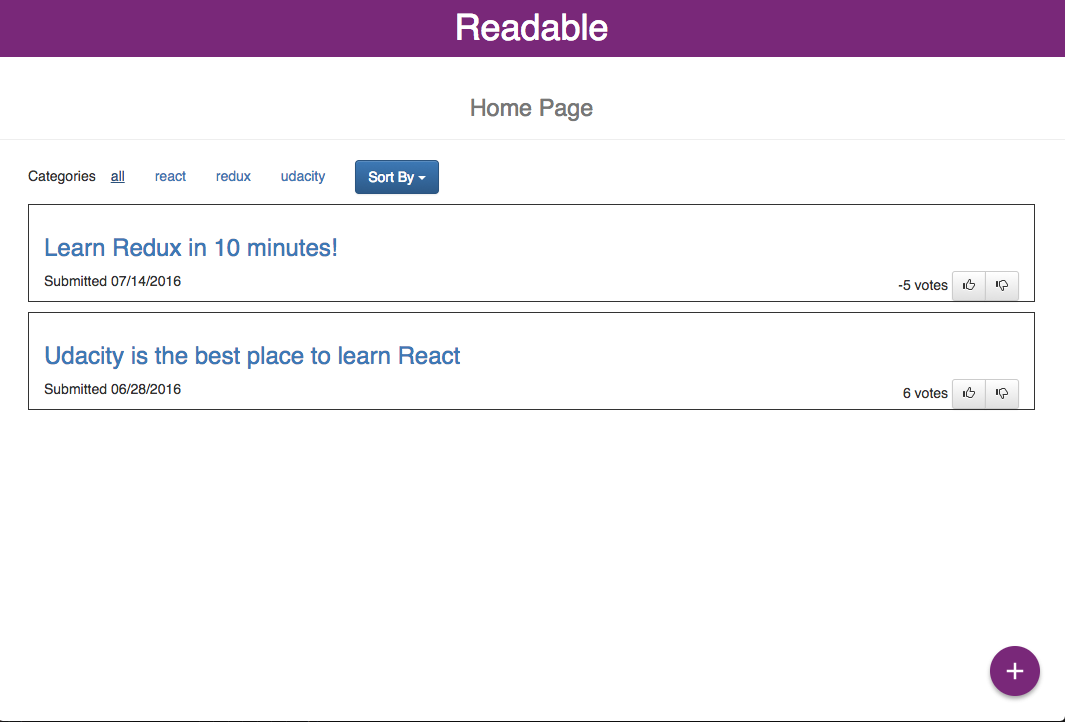 Readable
Home Page
Categories all react redux udacity Sort By
Learn Redux in 10 minutes!
Submitted 07/14/2016
-5 votes
Udacity is the best place to learn React
Submitted 06/28/2016
6 votes
+